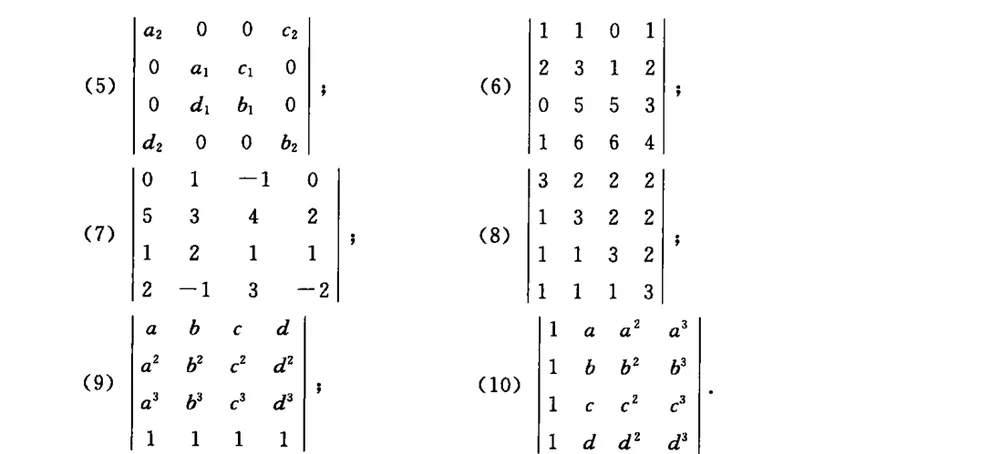 a₂ 0 0 c₂ 1 1 0 1
0 a₁ c₁ 0 2 3 1 2
(5) ; (6) ;
0 d₁ b₁ 0 0 5 5 3
d₂ 0 0 b₂ 1 6 6 4
0 1 −1 0 3 2 2 2
5 3 4 2 1 3 2 2
(7) ; (8) ;
1 2 1 1 1 1 3 2
2 −1 3 −2 1 1 1 3
a b c d 1 a a² a³
a² b² c² d² 1 b b² b³
(9) ; (10) .
a³ b³ c³ d³ 1 c c² c³
1 1 1 1 1 d d² d³